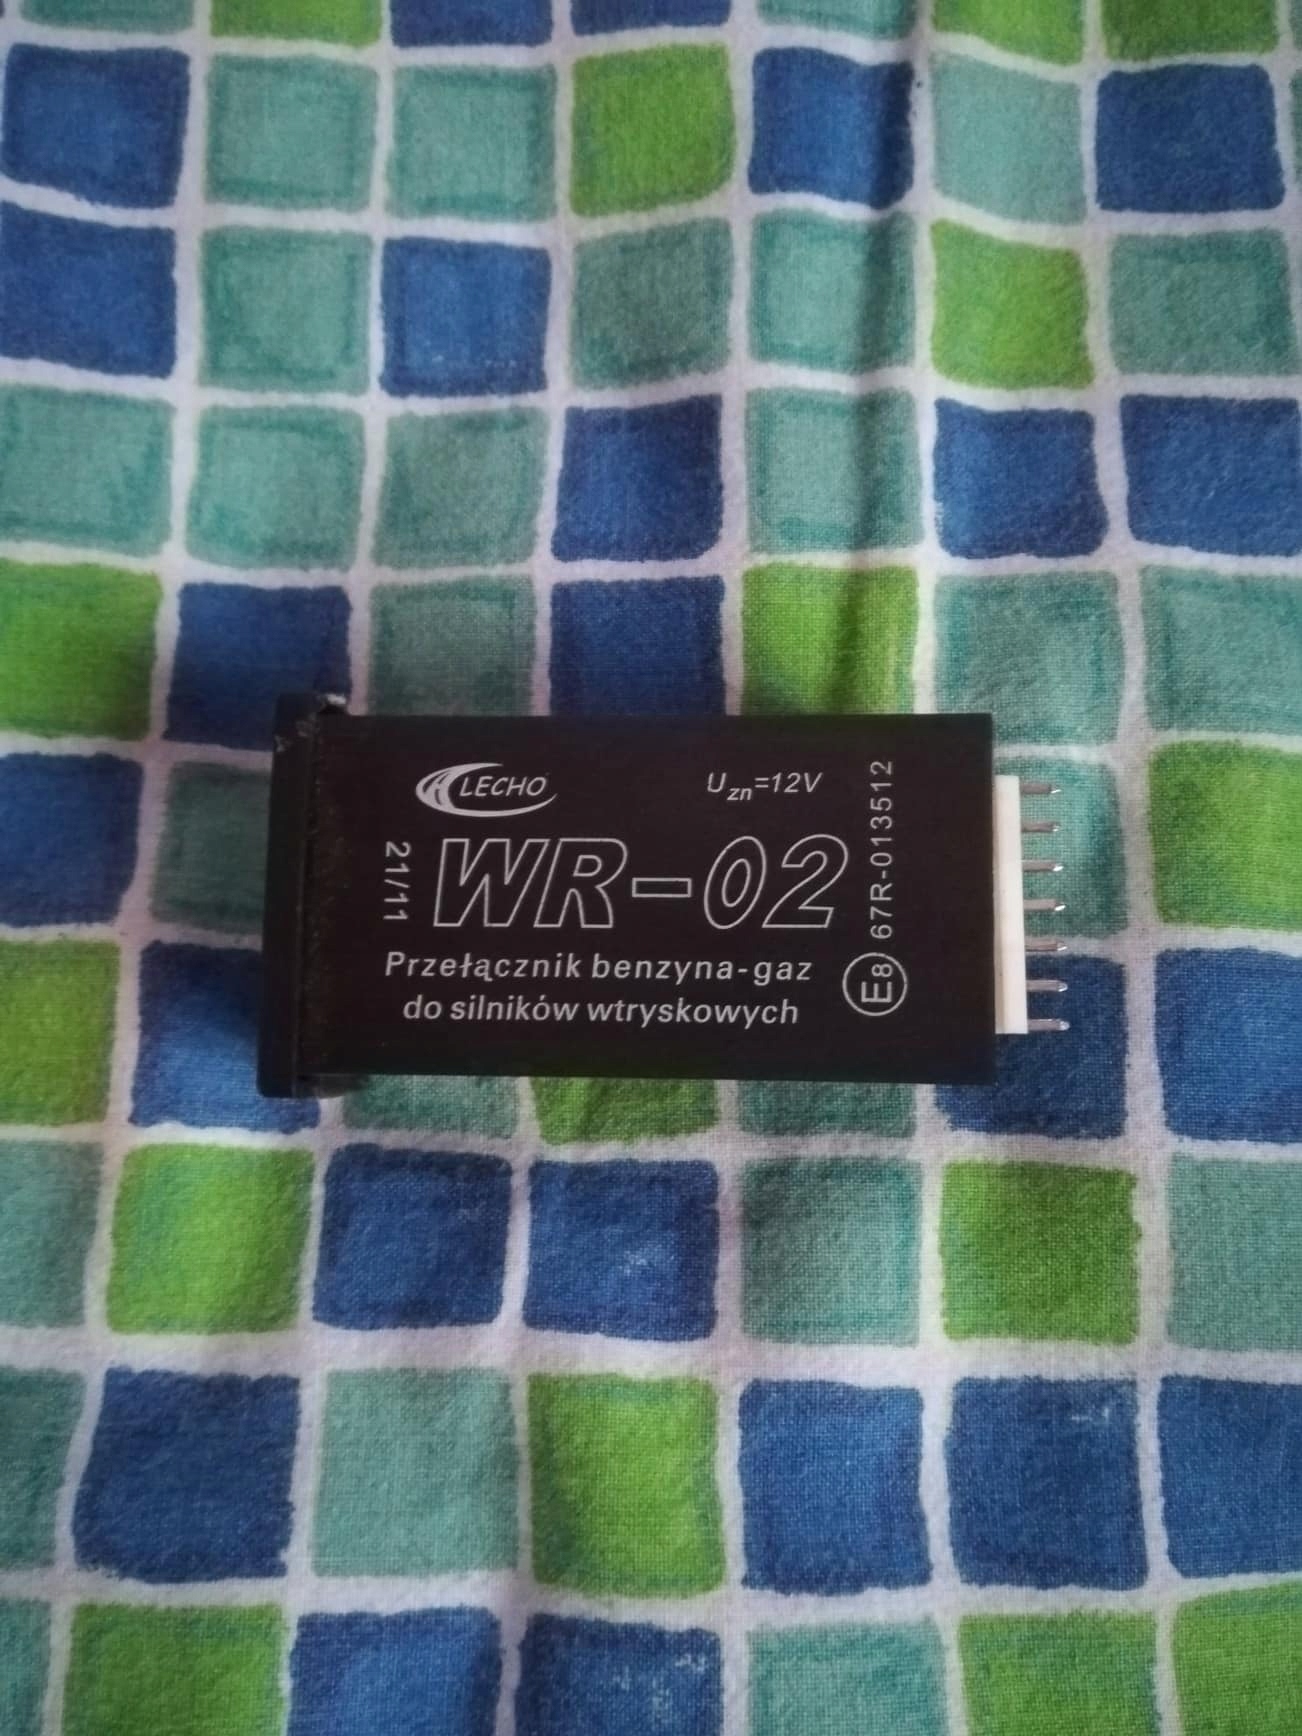 LECHO
Uzn=12V
21/11
WR-02
Przełącznik benzyna-gaz
do silników wtryskowych
E8
67R-013512